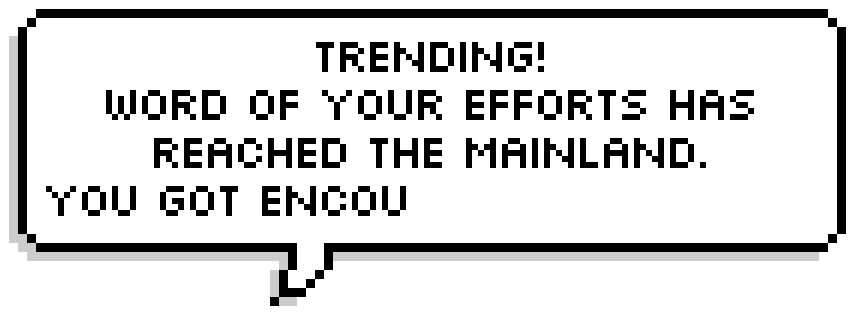 TRENDING!
WORD OF YOUR EFFORTS HAS
REACHED THE MAINLAND.
YOU GOT ENCOU